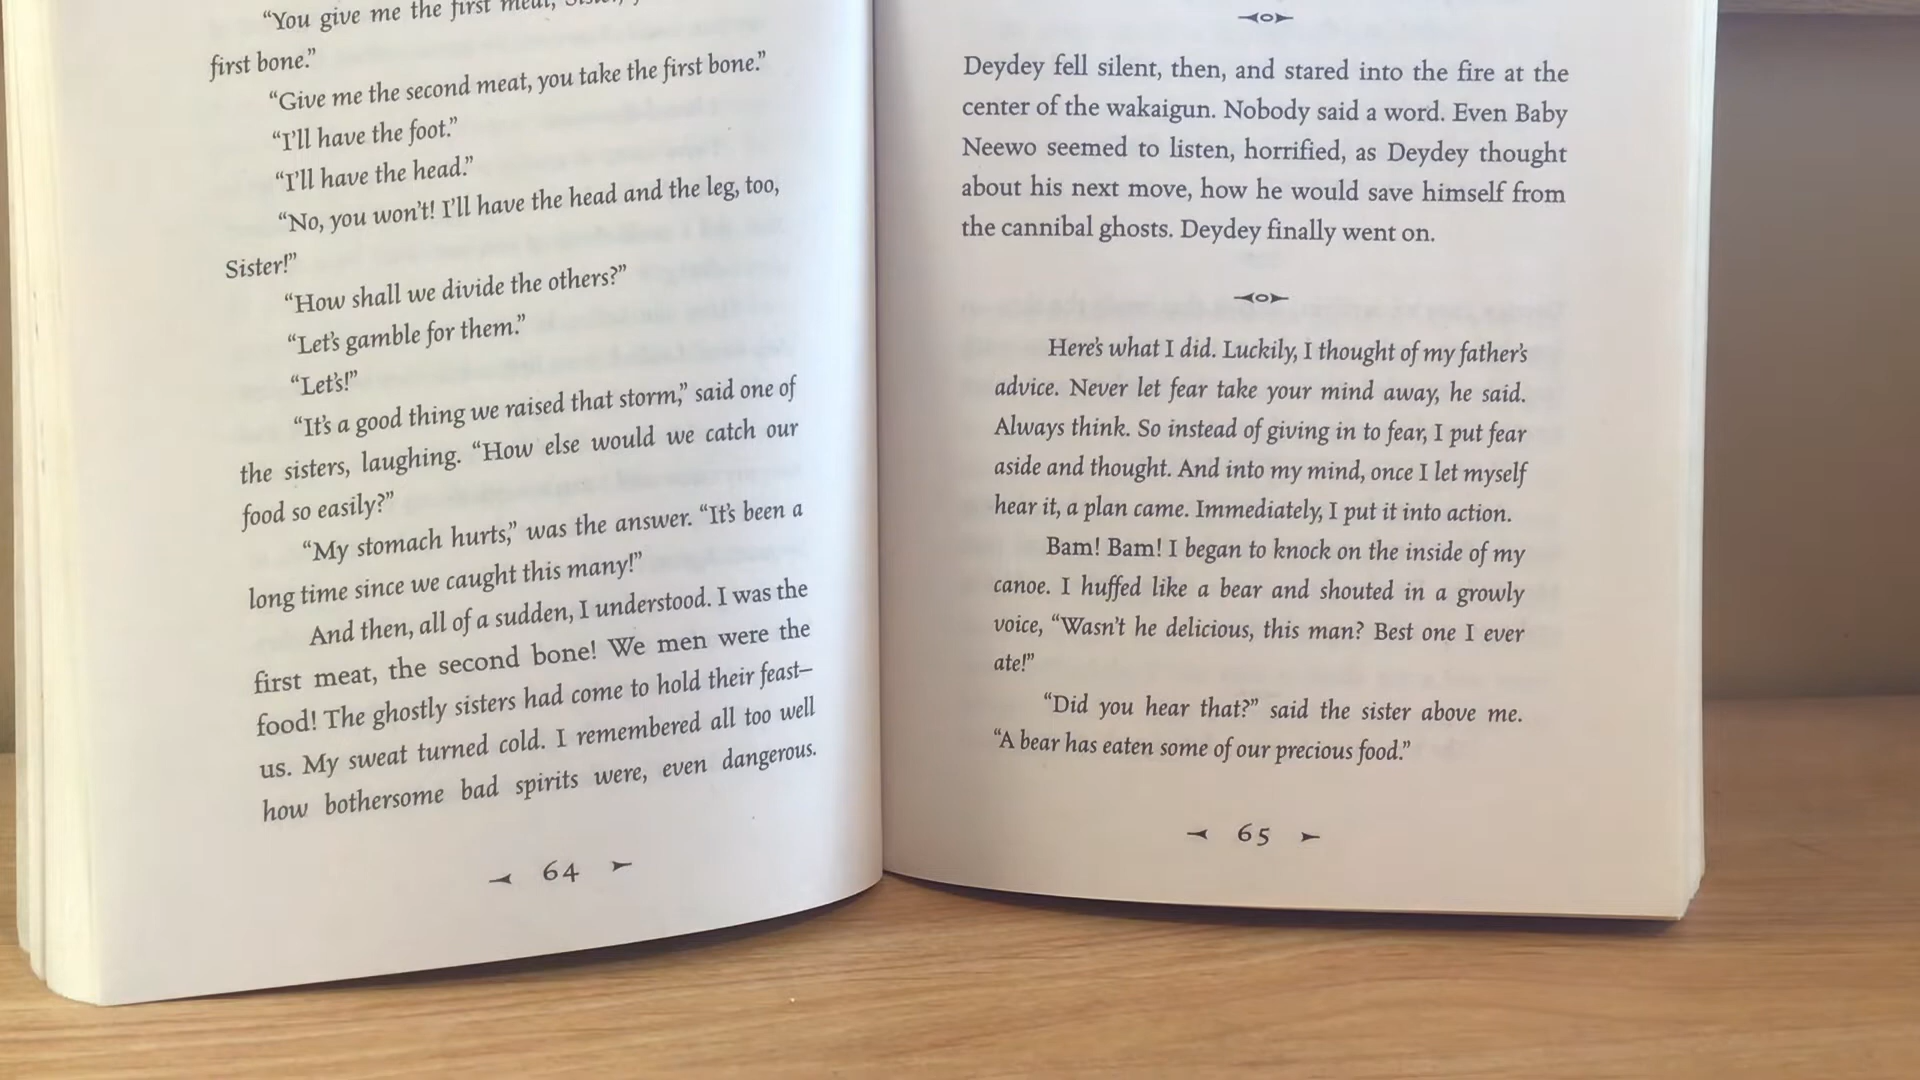 “You give me the first meat,
first bone.”
“Give me the second meat, you take the first bone.”
“I’ll have the foot.”
“I’ll have the head.”
“No, you won’t! I’ll have the head and the leg, too,
Sister!”
“How shall we divide the others?”
“Let’s gamble for them.”
“Let’s!”
“It’s a good thing we raised that storm,” said one of
the sisters, laughing. “How else would we catch our
food so easily?”
“My stomach hurts,” was the answer. “It’s been a
long time since we caught this many!”
And then, all of a sudden, I understood. I was the
first meat, the second bone! We men were the
food! The ghostly sisters had come to hold their feast–
us. My sweat turned cold. I remembered all too well
how bothersome bad spirits were, even dangerous.
64
Deydey fell silent, then, and stared into the fire at the
center of the wakaigun. Nobody said a word. Even Baby
Neewo seemed to listen, horrified, as Deydey thought
about his next move, how he would save himself from
the cannibal ghosts. Deydey finally went on.
Here’s what I did. Luckily, I thought of my father’s
advice. Never let fear take your mind away, he said.
Always think. So instead of giving in to fear, I put fear
aside and thought. And into my mind, once I let myself
hear it, a plan came. Immediately, I put it into action.
Bam! Bam! I began to knock on the inside of my
canoe. I huffed like a bear and shouted in a growly
voice, “Wasn’t he delicious, this man? Best one I ever
ate!”
“Did you hear that?” said the sister above me.
“A bear has eaten some of our precious food.”
65